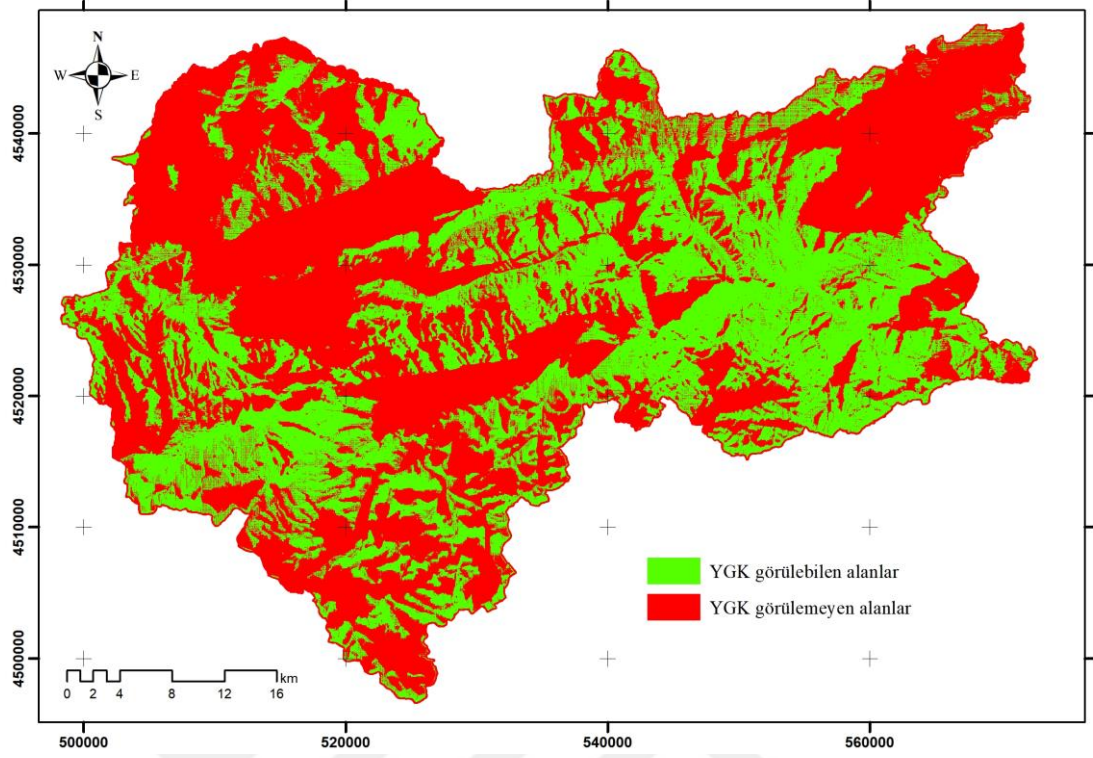 N
W E
S
4540000
4530000
4520000
4510000
4500000
YGK görülebilen alanlar
YGK görülemeyen alanlar
km
0 2 4 8 12 16
500000 520000 540000 560000